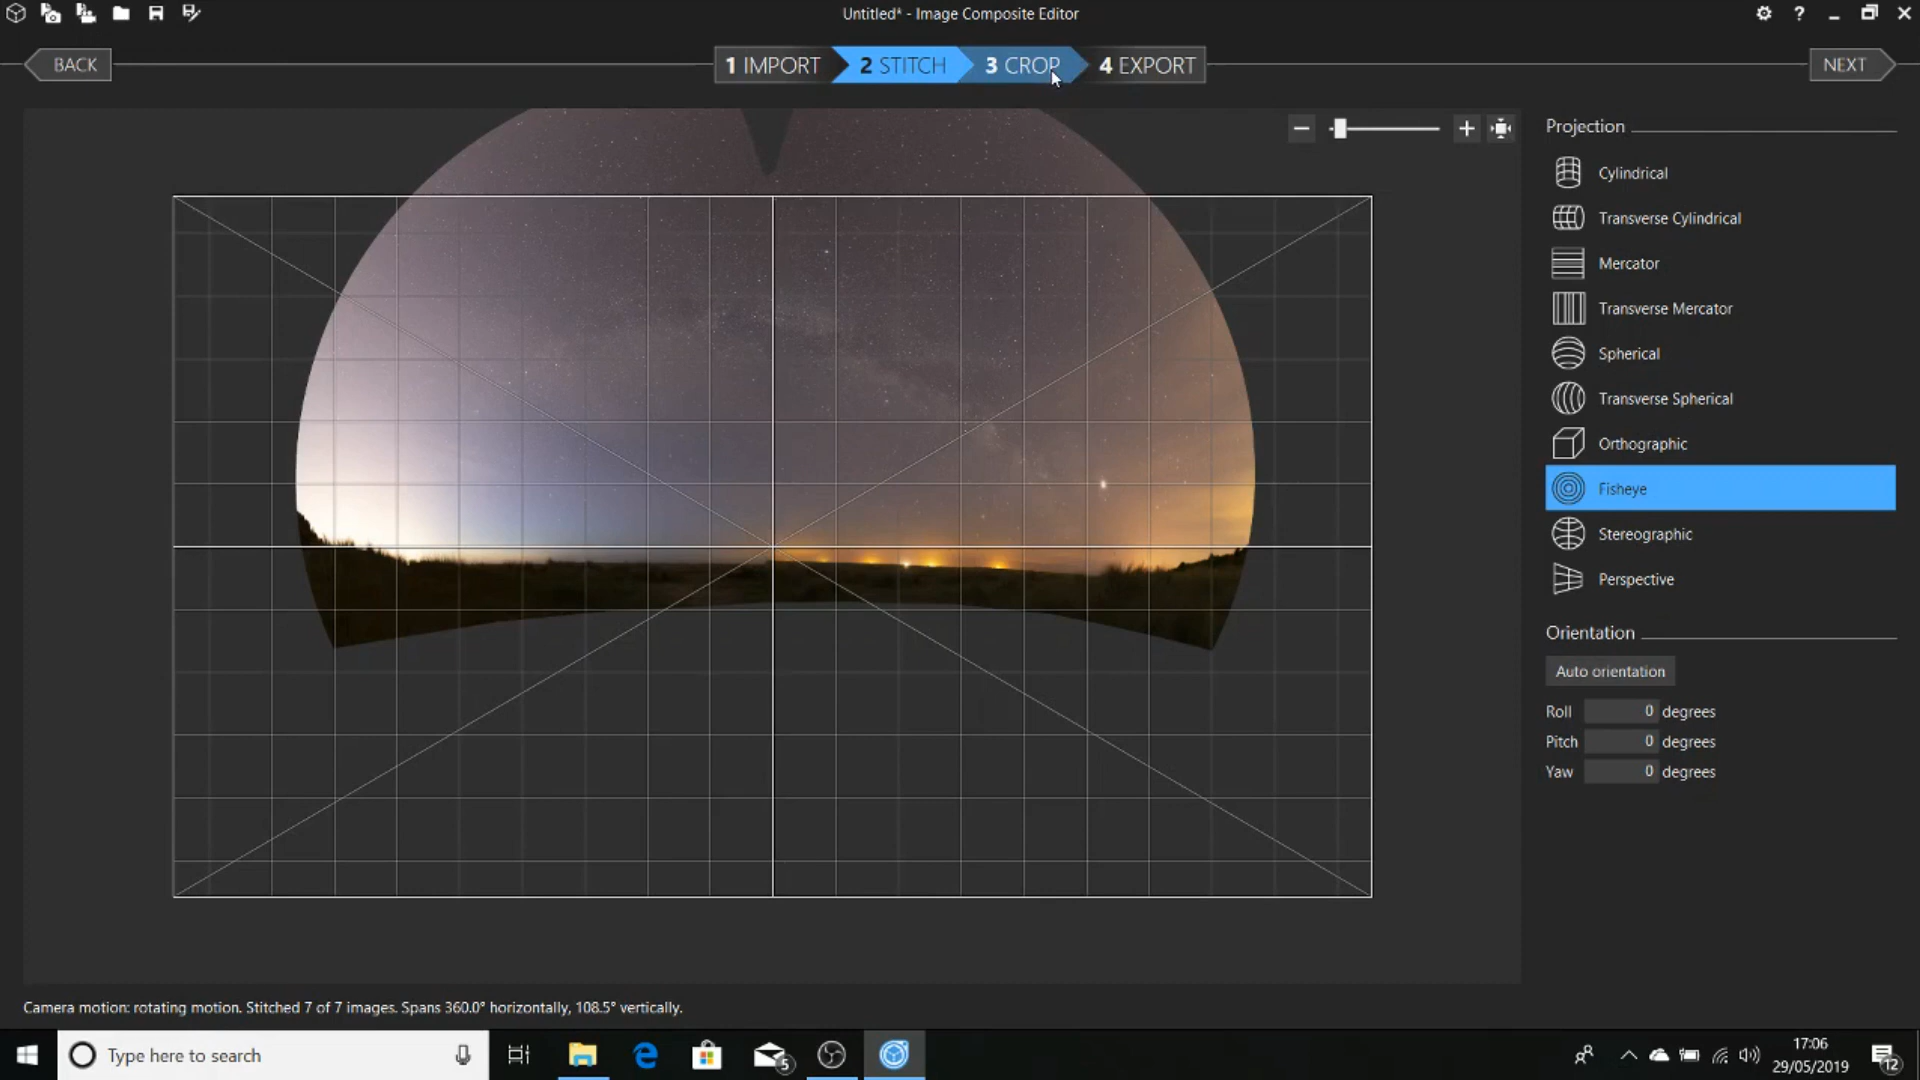 Untitled* - Image Composite Editor
?
BACK
1 IMPORT
2 STITCH
3 CROP
4 EXPORT
NEXT
Projection
Cylindrical
Transverse Cylindrical
Mercator
Transverse Mercator
Spherical
Transverse Spherical
Orthographic
Fisheye
Stereographic
Perspective
Orientation
Auto orientation
Roll 0 degrees
Pitch 0 degrees
Yaw 0 degrees
Camera motion: rotating motion. Stitched 7 of 7 images. Spans 360.0° horizontally, 108.5° vertically.
Type here to search
5
17:06
29/05/2019
12